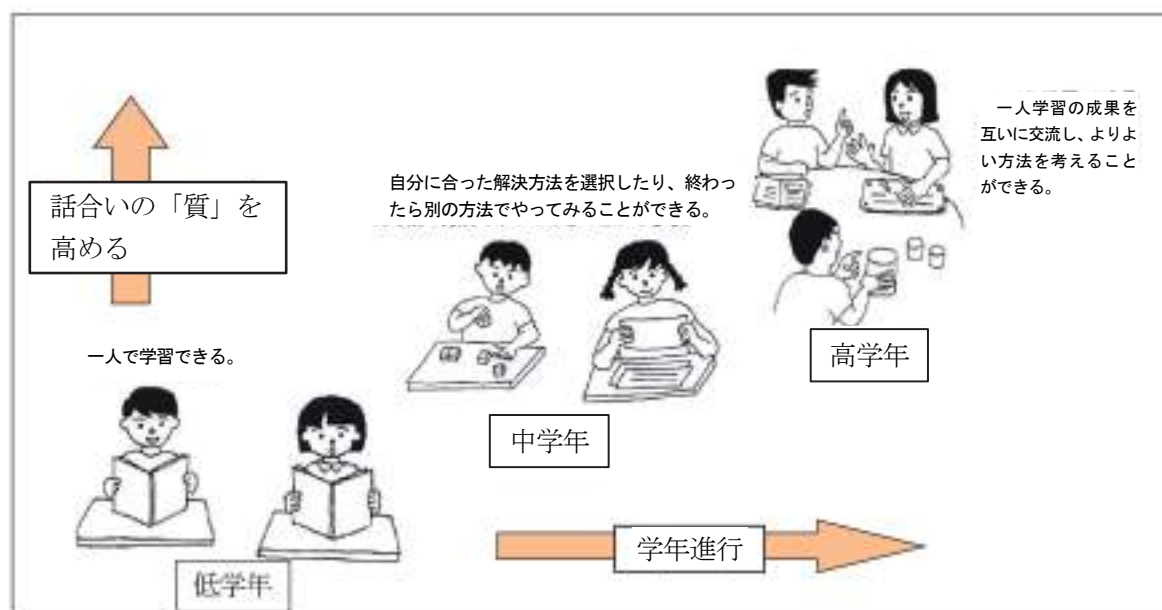 一人学習の成果を
互いに交流し、よりよ
い方法を考えること
ができる。
自分に合った解決方法を選択したり、終わっ
たら別の方法でやってみることができる。
話合いの「質」を
高める
一人で学習できる。
高学年
中学年
学年進行
低学年